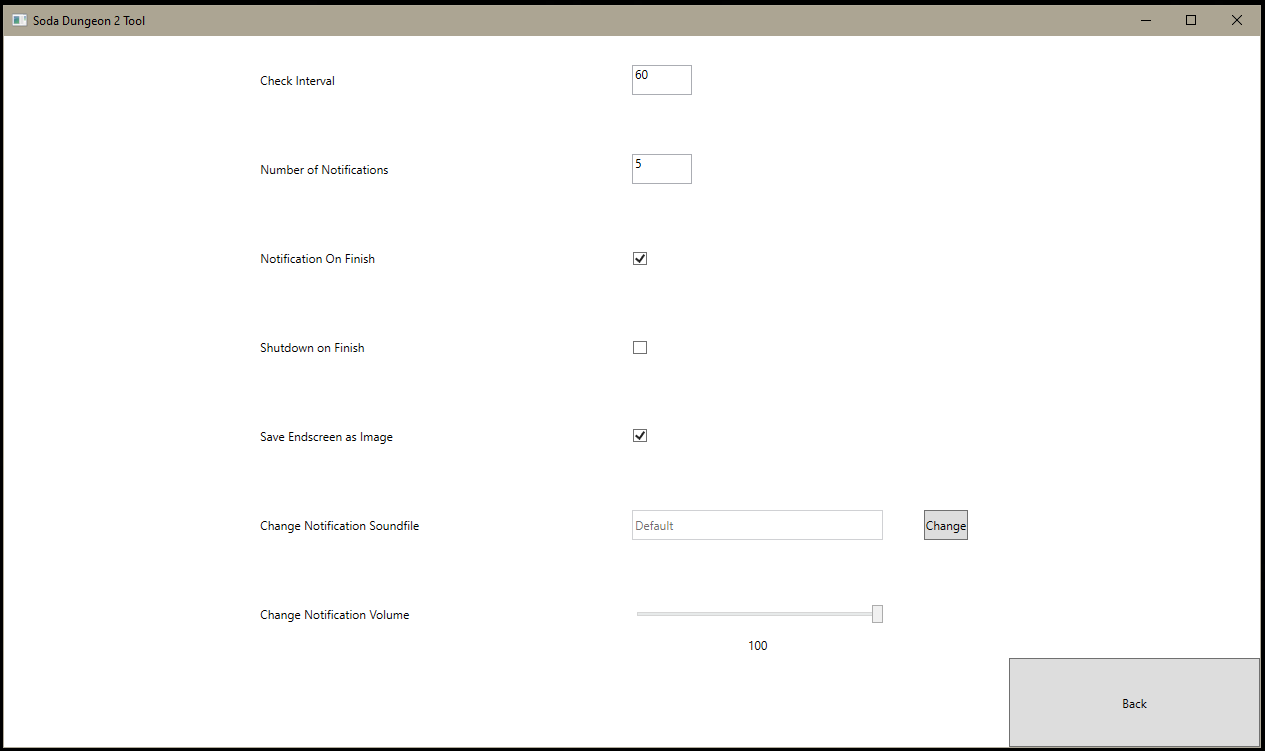 Soda Dungeon 2 Tool
Check Interval 60
Number of Notifications 5
Notification On Finish
Shutdown on Finish
Save Endscreen as Image
Change Notification Soundfile Default Change
Change Notification Volume
100
Back